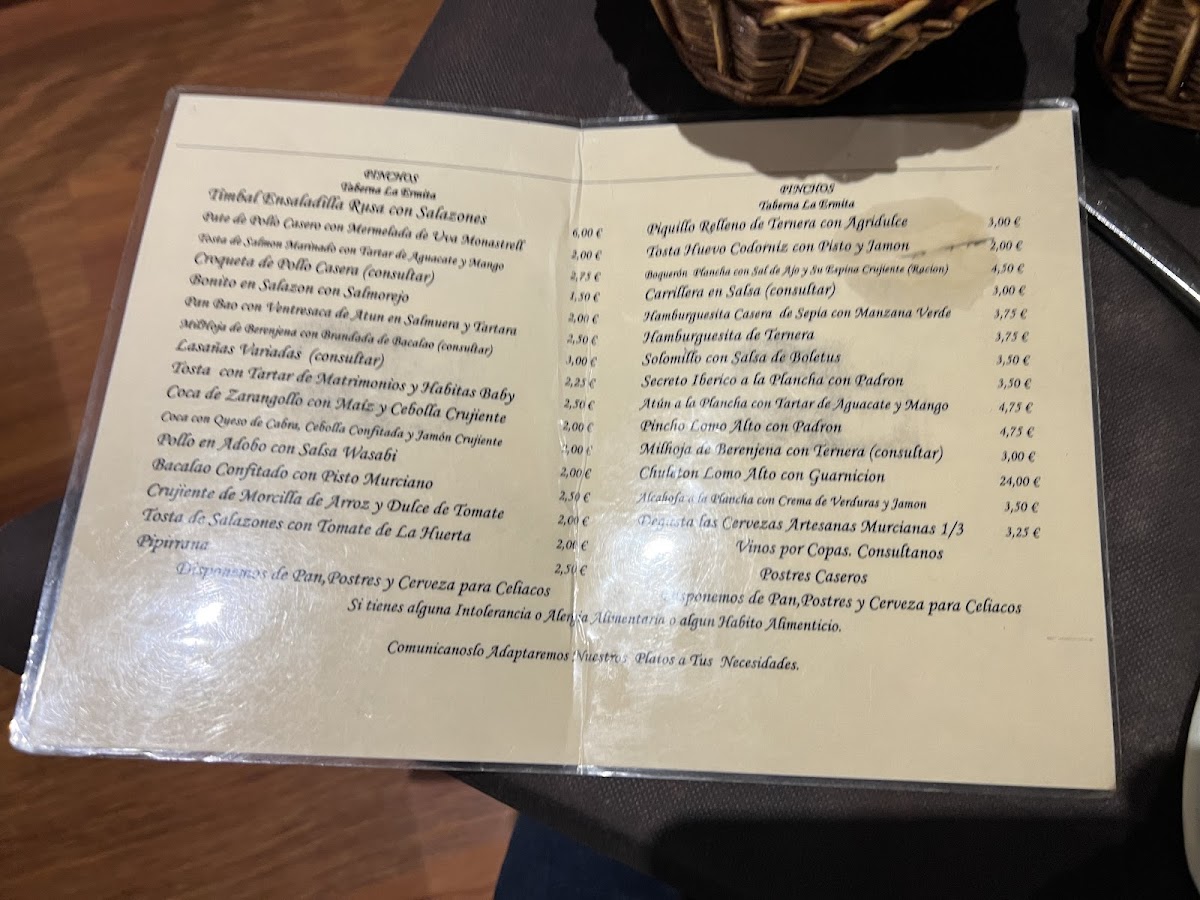 PINCHOS
Taberna La Ermita
Timbal Ensaladilla Rusa con Salazones 6,00 €
Pate de Pollo Casero con Mermelada de Uva Monastrell 2,00 €
Tosta de Salmon Marinado con Tartar de Aguacate y Mango 2,75 €
Croqueta de Pollo Casera (consultar) 1,50 €
Bonito en Salazon con Salmorejo 2,00 €
Pan Bao con Ventresaca de Atun en Salmuera y Tartara 2,50 €
MilHoja de Berenjena con Brandada de Bacalao (consultar) 3,00 €
Lasañas Variadas (consultar) 2,25 €
Tosta con Tartar de Matrimonios y Habitas Baby 2,50 €
Coca de Zarangollo con Maíz y Cebolla Crujiente 2,00 €
Coca con Queso de Cabra, Cebolla Confitada y Jamón Crujiente 2,00 €
Pollo en Adobo con Salsa Wasabi 2,00 €
Bacalao Confitado con Pisto Murciano 2,50 €
Crujiente de Morcilla de Arroz y Dulce de Tomate 2,00 €
Tosta de Salazones con Tomate de La Huerta 2,00 €
Pipirrana 2,50 €
Disponemos de Pan,Postres y Cerveza para Celiacos
PINCHOS
Taberna La Ermita
Piquillo Relleno de Ternera con Agridulce 3,00 €
Tosta Huevo Codorniz con Pisto y Jamon 2,00 €
Boquerón Plancha con Sal de Ajo y Su Espina Crujiente (Racion) 4,50 €
Carrillera en Salsa (consultar) 3,00 €
Hamburguesita Casera de Sepia con Manzana Verde 3,75 €
Hamburguesita de Ternera 3,75 €
Solomillo con Salsa de Boletus 3,50 €
Secreto Iberico a la Plancha con Padron 3,50 €
Atún a la Plancha con Tartar de Aguacate y Mango 4,75 €
Pincho Lomo Alto con Padron 4,75 €
Milhoja de Berenjena con Ternera (consultar) 3,00 €
Chuleton Lomo Alto con Guarnicion 24,00 €
Alcahofa a la Plancha con Crema de Verduras y Jamon 3,50 €
Degusta las Cervezas Artesanas Murcianas 1/3 3,25 €
Vinos por Copas. Consultanos
Postres Caseros
Disponemos de Pan,Postres y Cerveza para Celiacos
Si tienes alguna Intolerancia o Alergia Alimentaria o algun Habito Alimenticio.
Comunicanoslo Adaptaremos Nuestros Platos a Tus Necesidades.